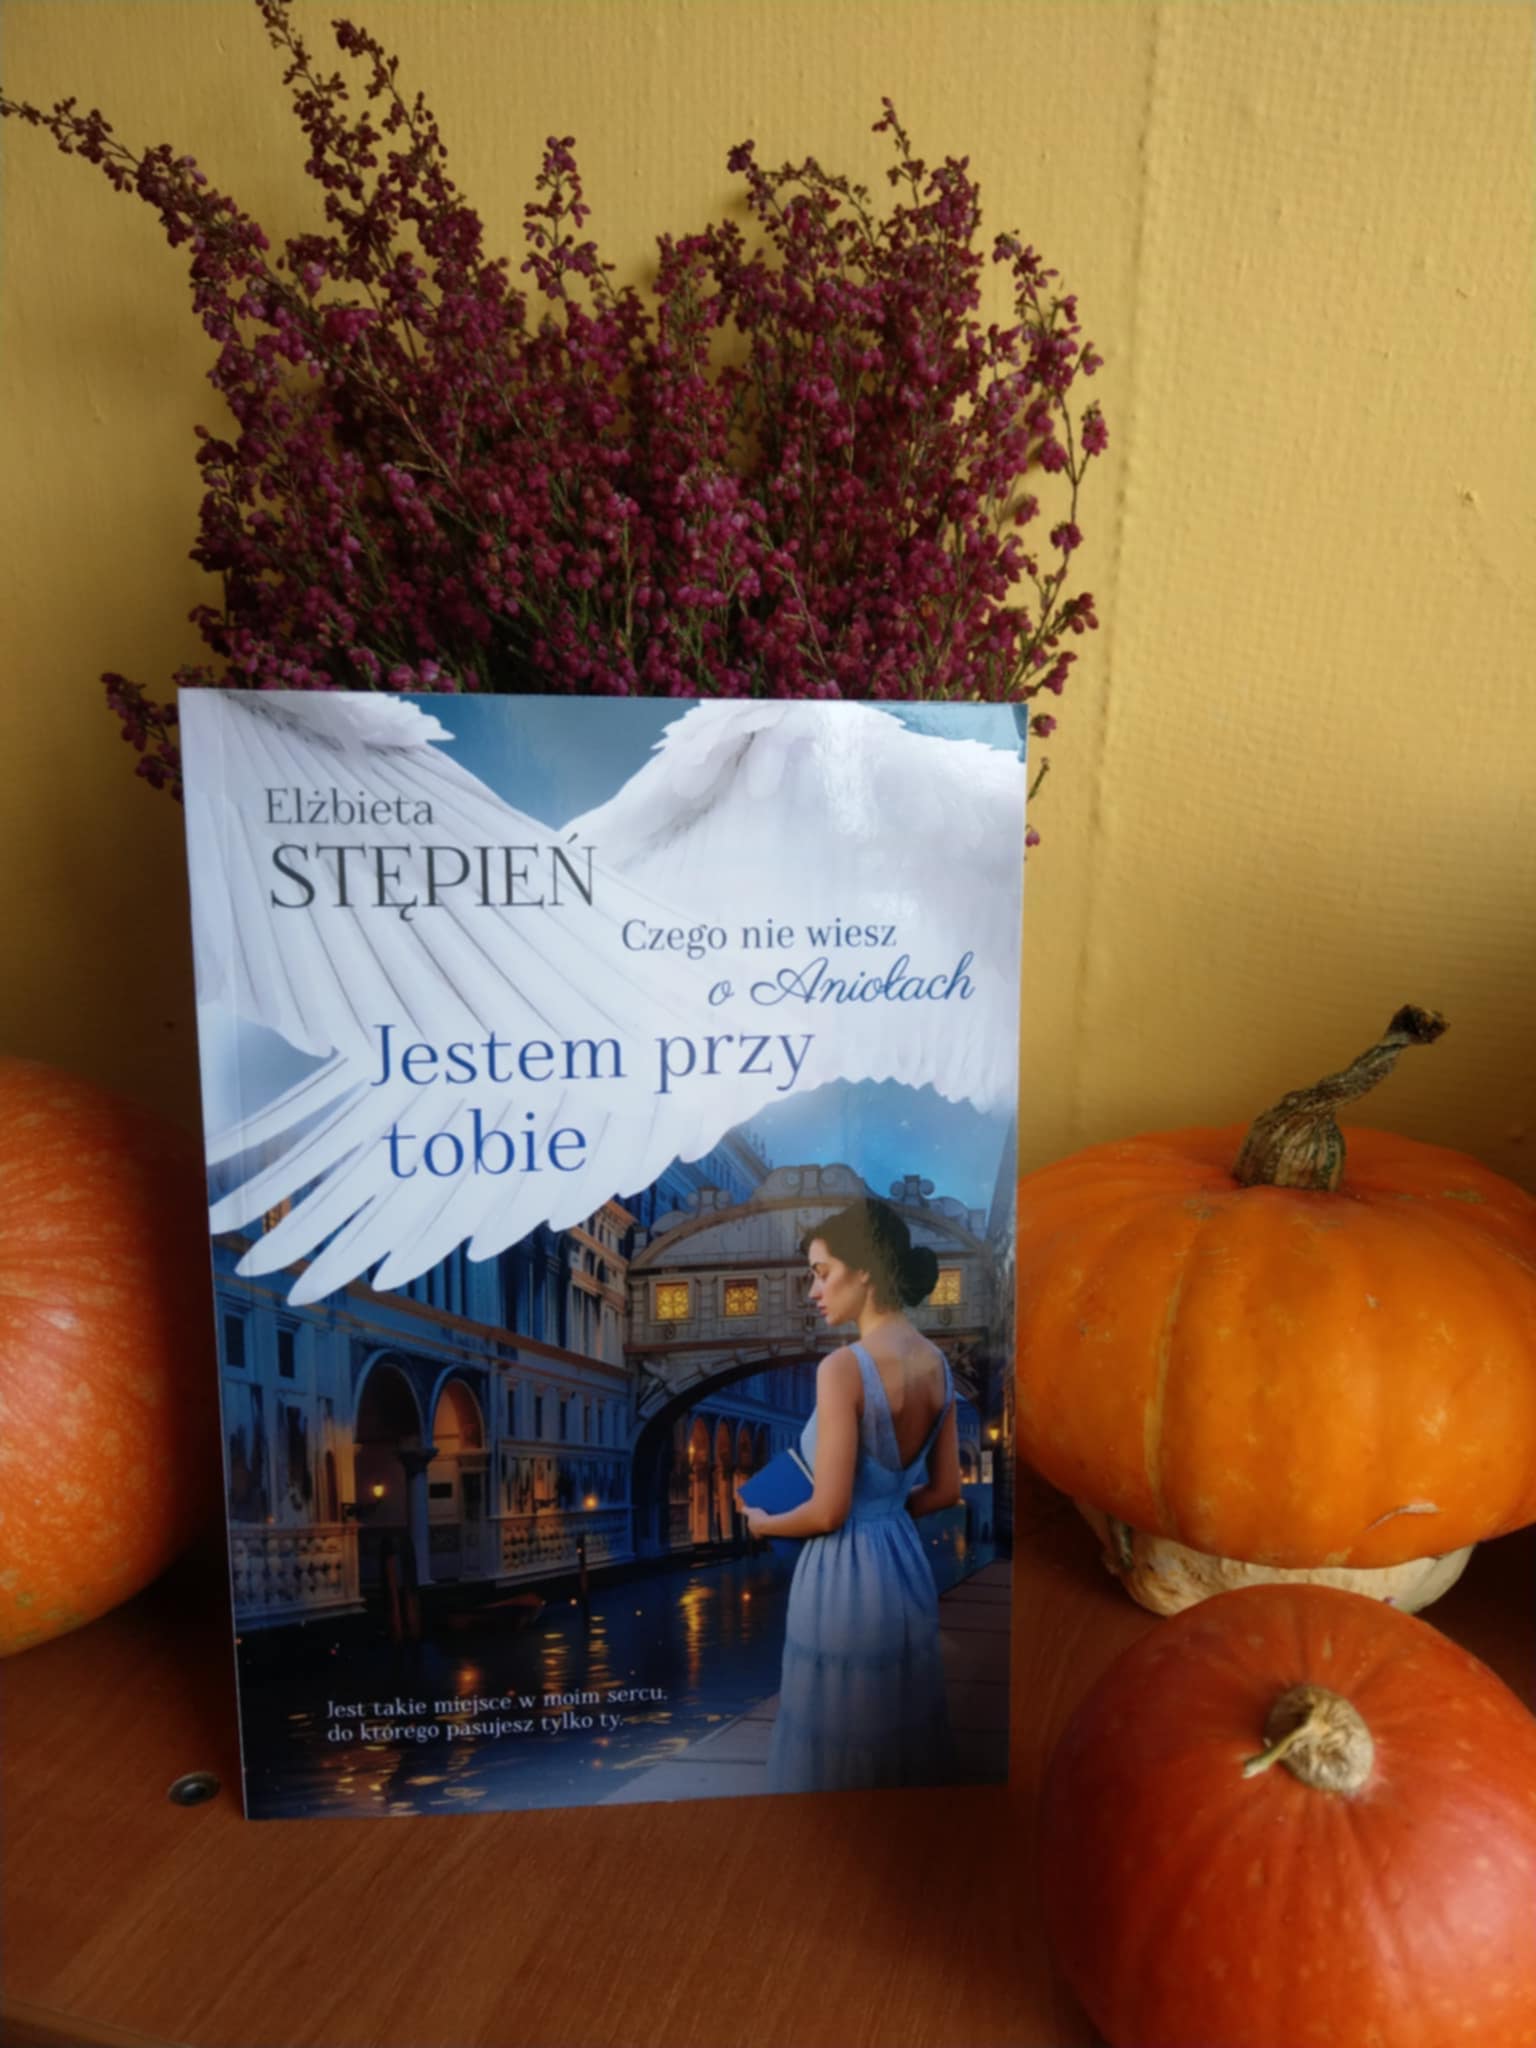 Elżbieta
STĘPIEŃ
Czego nie wiesz
o Aniołach
Jestem przy
tobie
Jest takie miejsce w moim sercu.
do którego pasujesz tylko ty.